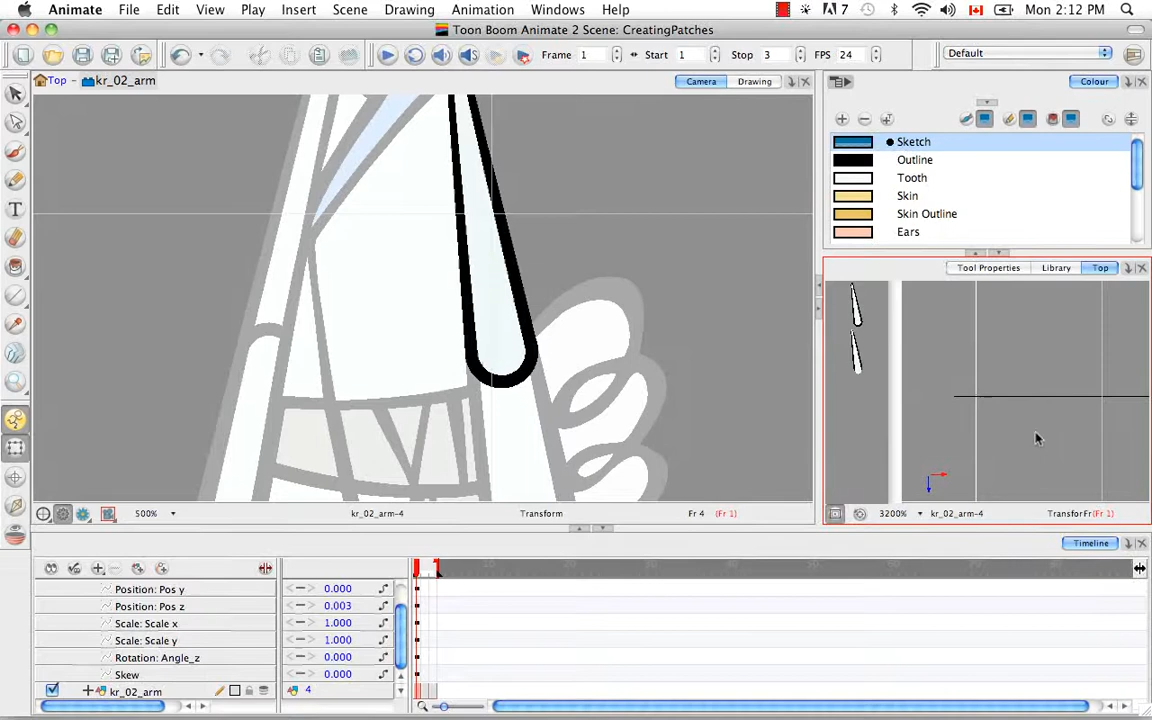 Animate File Edit View Play Insert Scene Drawing Animation Windows Help 7 Mon 2:12 PM
Toon Boom Animate 2 Scene: CreatingPatches
Frame 1 Start 1 Stop 3 FPS 24 Default
Top kr_02_arm Camera Drawing Colour
Sketch
Outline
Tooth
Skin
Skin Outline
Ears
Tool Properties Library Top
T
500% kr_02_arm-4 Transform Fr 4 (Fr 1) 3200% kr_02_arm-4 TransforFr(Fr 1)
Timeline
Position: Pos y 0.000
Position: Pos z 0.003
Scale: Scale x 1.000
Scale: Scale y 1.000
Rotation: Angle_z 0.000
Skew 0.000
kr_02_arm 4